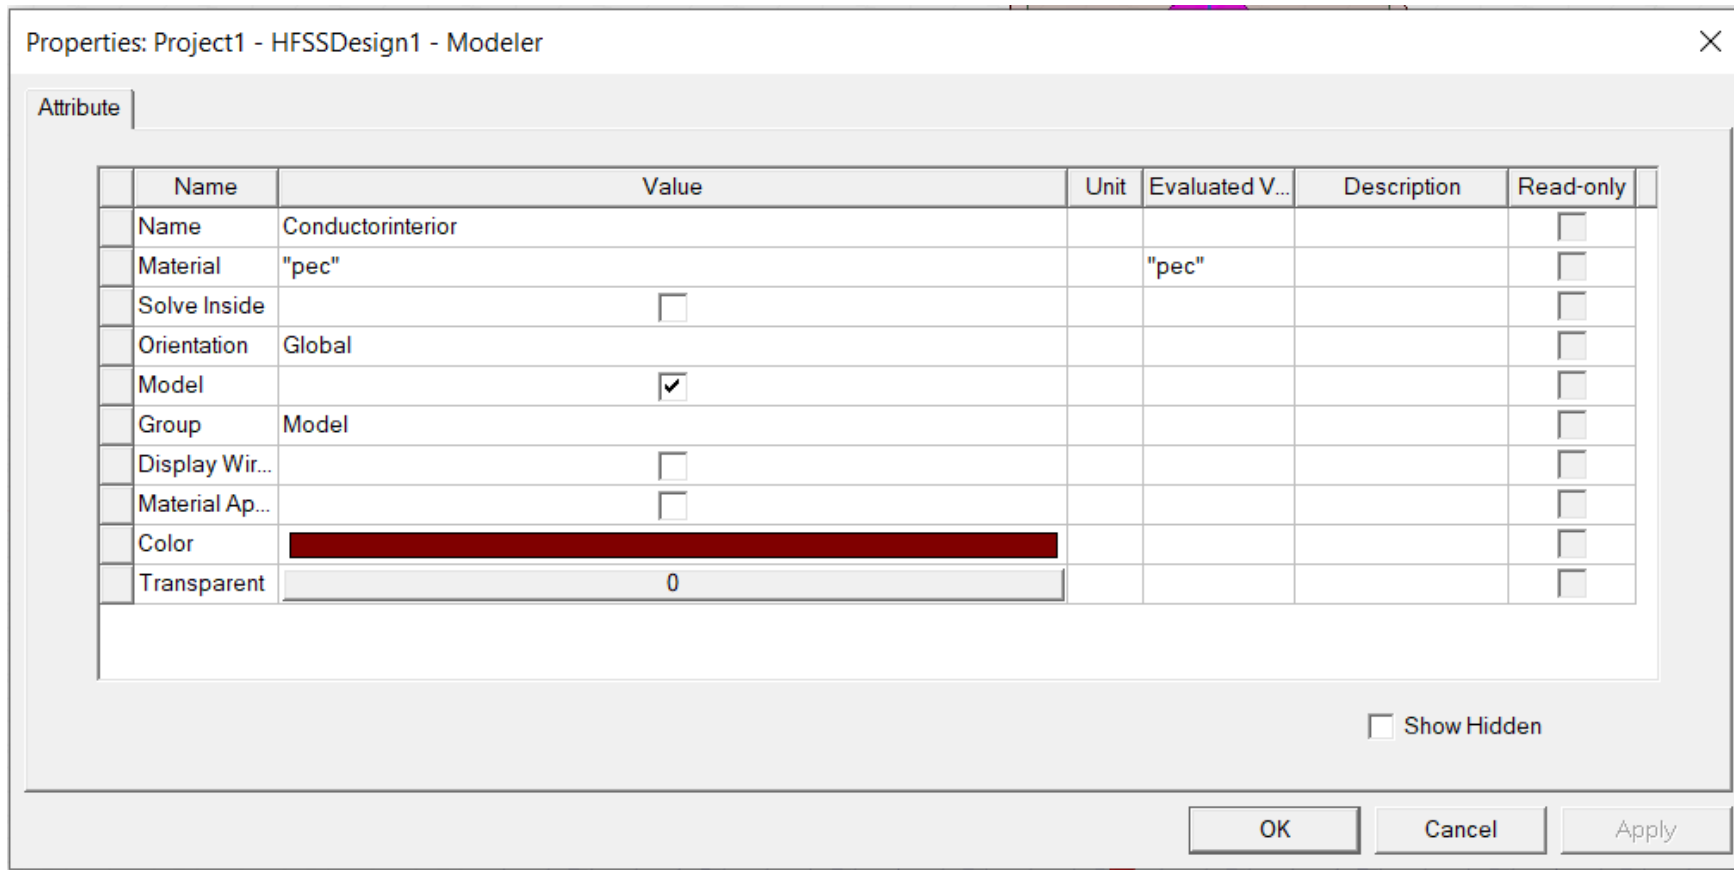 Properties: Project1 - HFSSDesign1 - Modeler
Attribute
Name Value Unit Evaluated V... Description Read-only
Name Conductorinterior
Material "pec" "pec"
Solve Inside
Orientation Global
Model
Group Model
Display Wir...
Material Ap...
Color
Transparent 0
Show Hidden
OK Cancel Apply